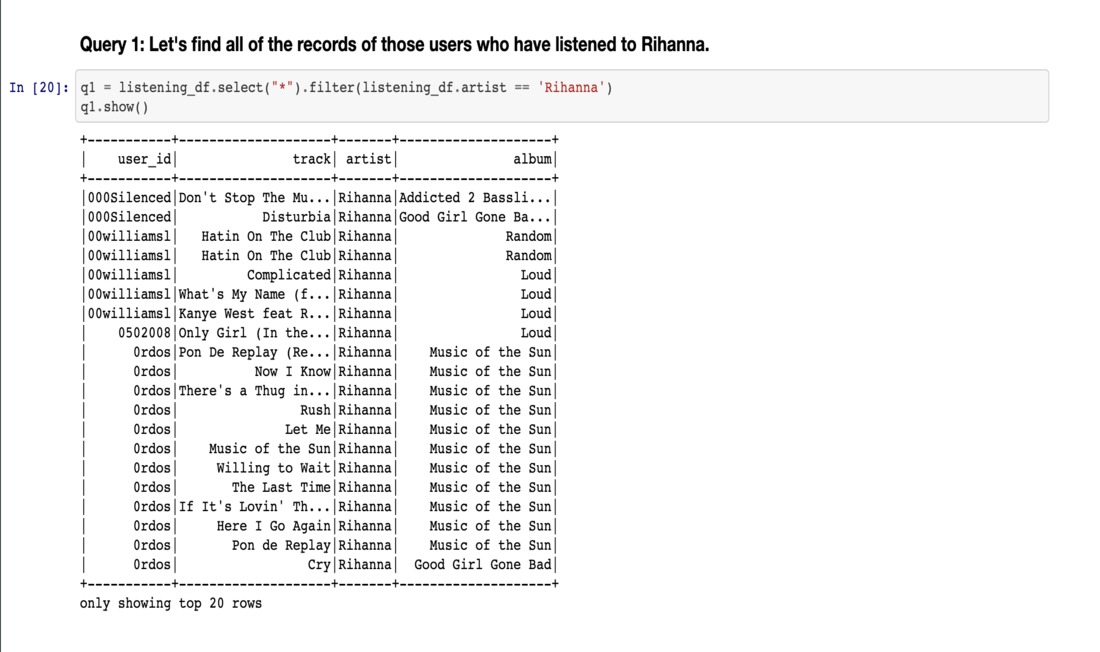 Query 1: Let's find all of the records of those users who have listened to Rihanna.
In [20]: q1 = listening_df.select("*").filter(listening_df.artist == 'Rihanna')
q1.show()
+-----------+--------------------+-------+--------------------+
|    user_id|               track| artist|               album|
+-----------+--------------------+-------+--------------------+
|000Silenced|Don't Stop The Mu...|Rihanna|Addicted 2 Bassli...|
|000Silenced|           Disturbia|Rihanna|Good Girl Gone Ba...|
|00williamsl|   Hatin On The Club|Rihanna|              Random|
|00williamsl|   Hatin On The Club|Rihanna|              Random|
|00williamsl|         Complicated|Rihanna|                Loud|
|00williamsl|What's My Name (f...|Rihanna|                Loud|
|00williamsl|Kanye West feat R...|Rihanna|                Loud|
|    0502008|Only Girl (In the...|Rihanna|                Loud|
|      0rdos|Pon De Replay (Re...|Rihanna|    Music of the Sun|
|      0rdos|          Now I Know|Rihanna|    Music of the Sun|
|      0rdos|There's a Thug in...|Rihanna|    Music of the Sun|
|      0rdos|                Rush|Rihanna|    Music of the Sun|
|      0rdos|              Let Me|Rihanna|    Music of the Sun|
|      0rdos|    Music of the Sun|Rihanna|    Music of the Sun|
|      0rdos|     Willing to Wait|Rihanna|    Music of the Sun|
|      0rdos|       The Last Time|Rihanna|    Music of the Sun|
|      0rdos|If It's Lovin' Th...|Rihanna|    Music of the Sun|
|      0rdos|     Here I Go Again|Rihanna|    Music of the Sun|
|      0rdos|       Pon de Replay|Rihanna|    Music of the Sun|
|      0rdos|                 Cry|Rihanna|  Good Girl Gone Bad|
+-----------+--------------------+-------+--------------------+
only showing top 20 rows